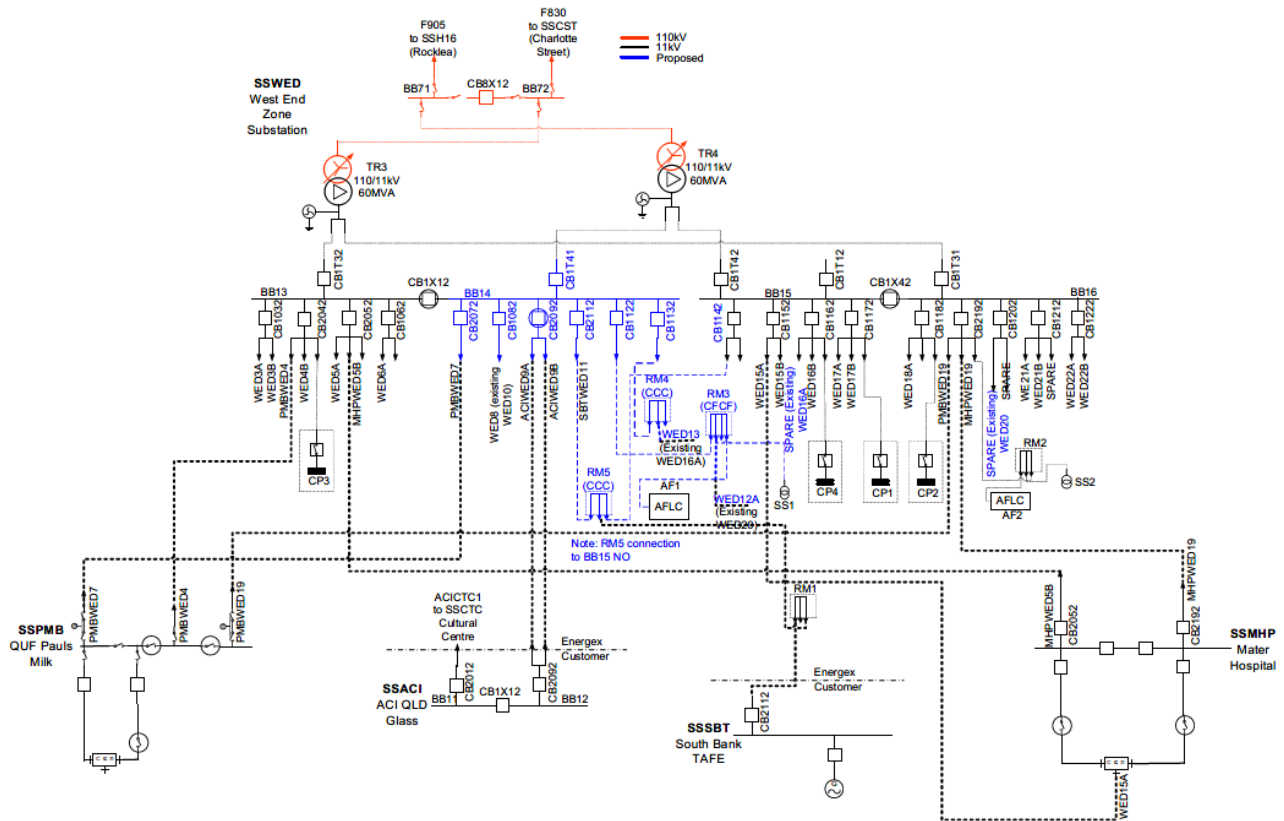 F905
to SSH16
(Rocklea)
F830
to SSCST
(Charlotte
Street)
110kV
11kV
Proposed
SSWED
West End
Zone
Substation
BB71
CB8X12
BB72
TR3
110/11kV
60MVA
TR4
110/11kV
60MVA
CB1T32
CB1T41
CB1T42
CB1T12
CB1T31
BB13
CB1X12
BB14
BB15
CB1X42
BB16
CB1032
CB2042
CB2052
CB1062
CB2072
CB1082
CB2092
CB2112
CB1122
CB1132
CB1142
CB1152
CB1162
CB1172
CB1182
CB2192
CB1202
CB1212
CB1222
WED3A
WED3B
PMBWED4
WED4B
WED5A
MHPWED5B
WED6A
PMBWED7
WED8 (existing
WED10)
ACIWED9A
ACIWED9B
SBTWED11
SPARE (Existing)
WED16A
WED15A
WED15B
WED16B
WED17A
WED17B
WED18A
PMBWED19
MHPWED19
SPARE (Existing)
WED20
SPARE
WE21A
WED21B
SPARE
WED22A
WED22B
RM4
(CCC)
RM3
(CFCF)
WED13
(Existing
WED16A)
RM5
(CCC)
AF1
AFLC
WED12A
(Existing
WED20)
SS1
CP3
CP4
CP1
CP2
RM2
AFLC
AF2
SS2
Note: RM5 connection
to BB15 NO
PMBWED7
PMBWED4
PMBWED19
SSPMB
QUF Pauls
Milk
ACICTC1
to SSCTC
Cultural
Centre
Energex
Customer
CB2012
CB2092
SSACI
ACI QLD
Glass
BB11
CB1X12
BB12
RM1
Energex
Customer
CB2112
SSSBT
South Bank
TAFE
MHPWED5B
CB2052
MHPWED19
CB2192
SSMHP
Mater
Hospital
WED15A